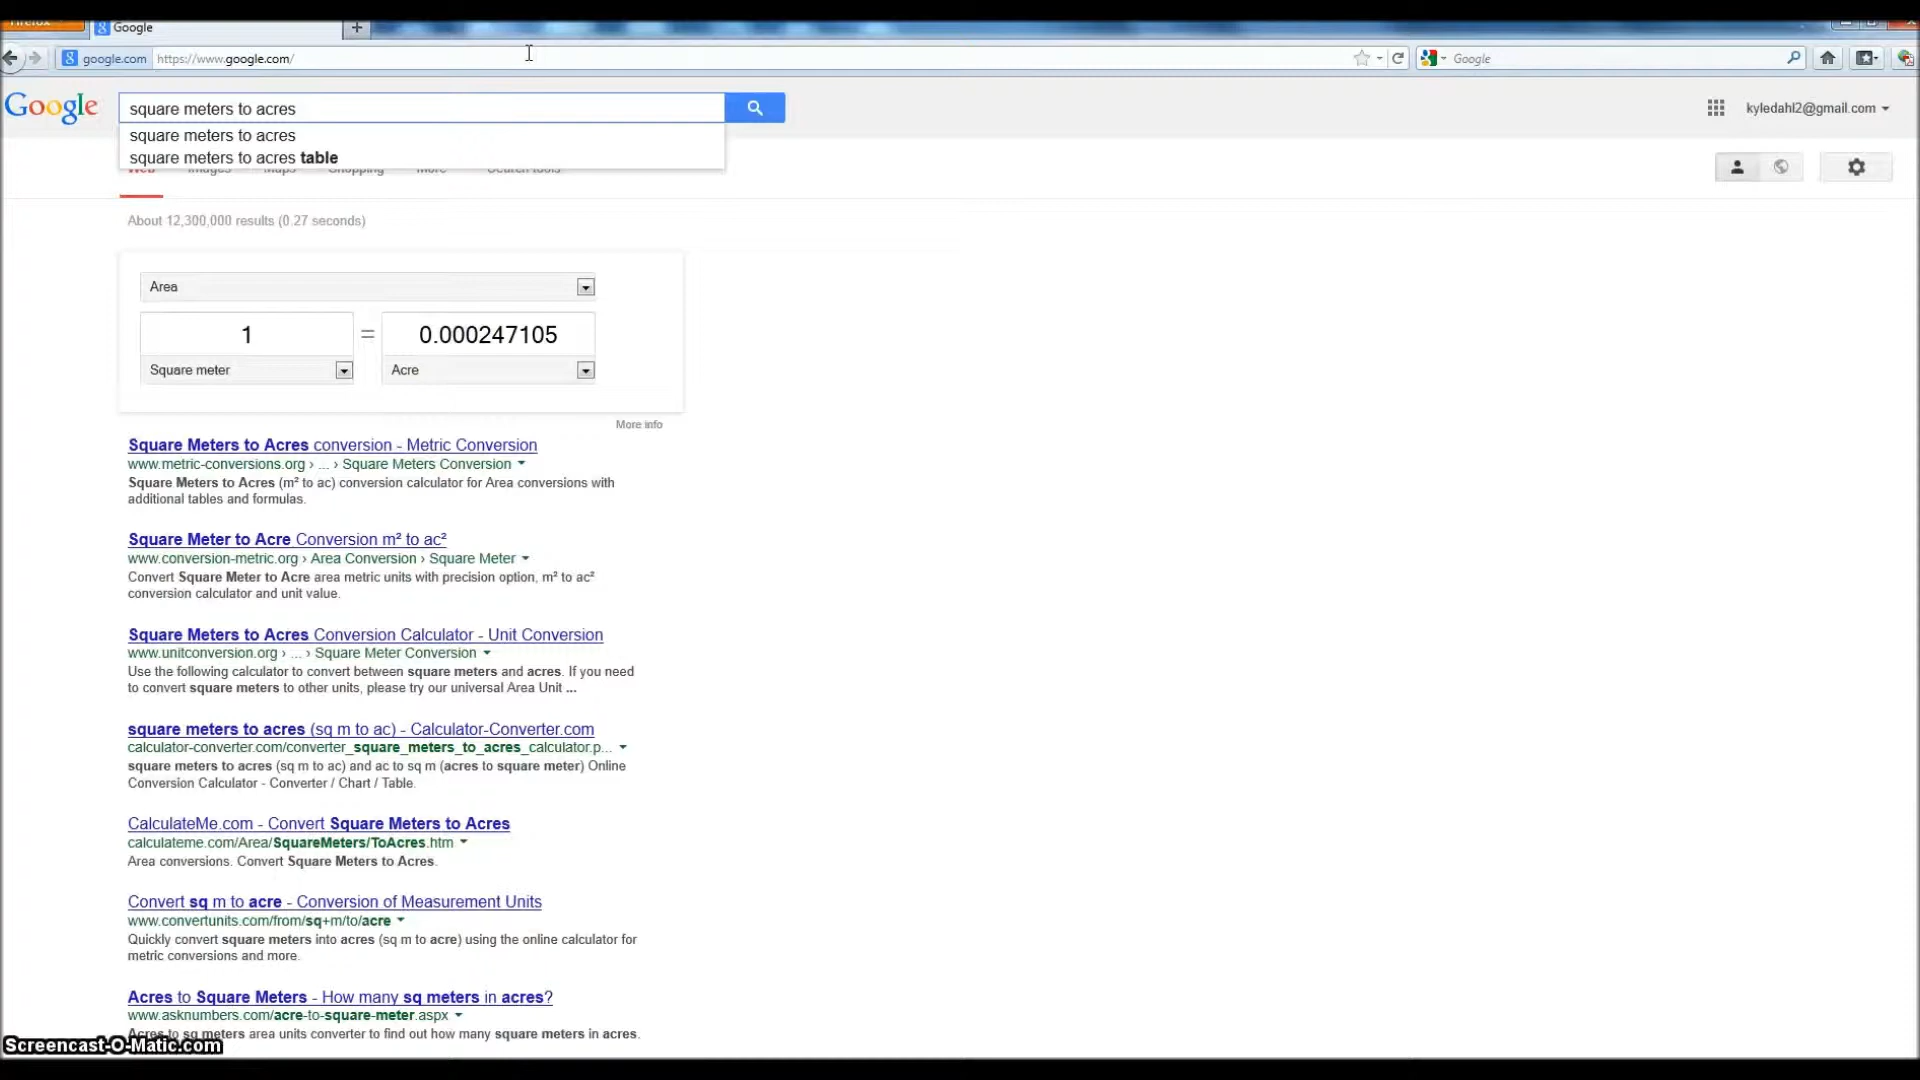 Google
google.com https://www.google.com/
Google
Google square meters to acres
kyledahl2@gmail.com
square meters to acres
square meters to acres table
Web Images Maps Shopping More Search tools
About 12,300,000 results (0.27 seconds)
Area
1 = 0.000247105
Square meter Acre
More info
Square Meters to Acres conversion - Metric Conversion
www.metric-conversions.org › ... › Square Meters Conversion
Square Meters to Acres (m² to ac) conversion calculator for Area conversions with
additional tables and formulas.
Square Meter to Acre Conversion m² to ac²
www.conversion-metric.org › Area Conversion › Square Meter
Convert Square Meter to Acre area metric units with precision option, m² to ac²
conversion calculator and unit value.
Square Meters to Acres Conversion Calculator - Unit Conversion
www.unitconversion.org › ... › Square Meter Conversion
Use the following calculator to convert between square meters and acres. If you need
to convert square meters to other units, please try our universal Area Unit ...
square meters to acres (sq m to ac) - Calculator-Converter.com
calculator-converter.com/converter_square_meters_to_acres_calculator.p...
square meters to acres (sq m to ac) and ac to sq m (acres to square meter) Online
Conversion Calculator - Converter / Chart / Table.
CalculateMe.com - Convert Square Meters to Acres
calculateme.com/Area/SquareMeters/ToAcres.htm
Area conversions. Convert Square Meters to Acres.
Convert sq m to acre - Conversion of Measurement Units
www.convertunits.com/from/sq+m/to/acre
Quickly convert square meters into acres (sq m to acre) using the online calculator for
metric conversions and more.
Acres to Square Meters - How many sq meters in acres?
www.asknumbers.com/acre-to-square-meter.aspx
Acres to sq meters area units converter to find out how many square meters in acres.
Screencast-O-Matic.com